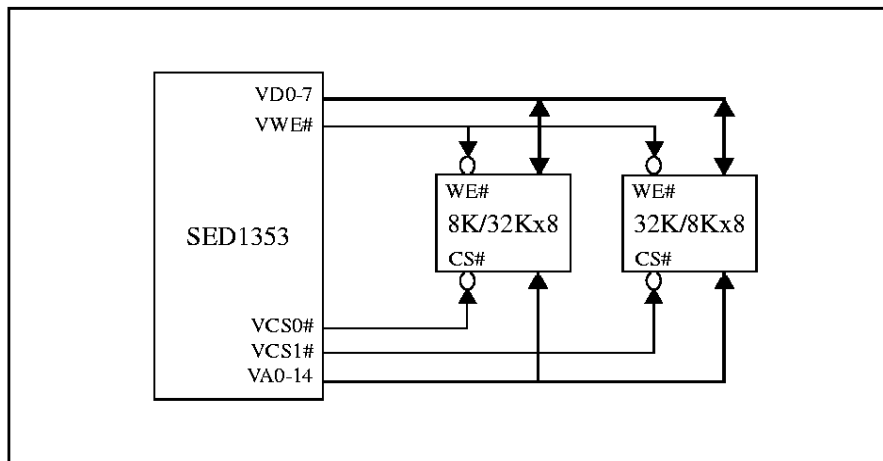 VD0-7
VWE#
SED1353
VCS0#
VCS1#
VA0-14
WE#
8K/32Kx8
CS#
WE#
32K/8Kx8
CS#